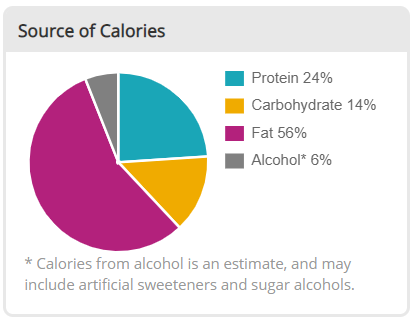 Source of Calories
Protein 24%
Carbohydrate 14%
Fat 56%
Alcohol* 6%
* Calories from alcohol is an estimate, and may
include artificial sweeteners and sugar alcohols.